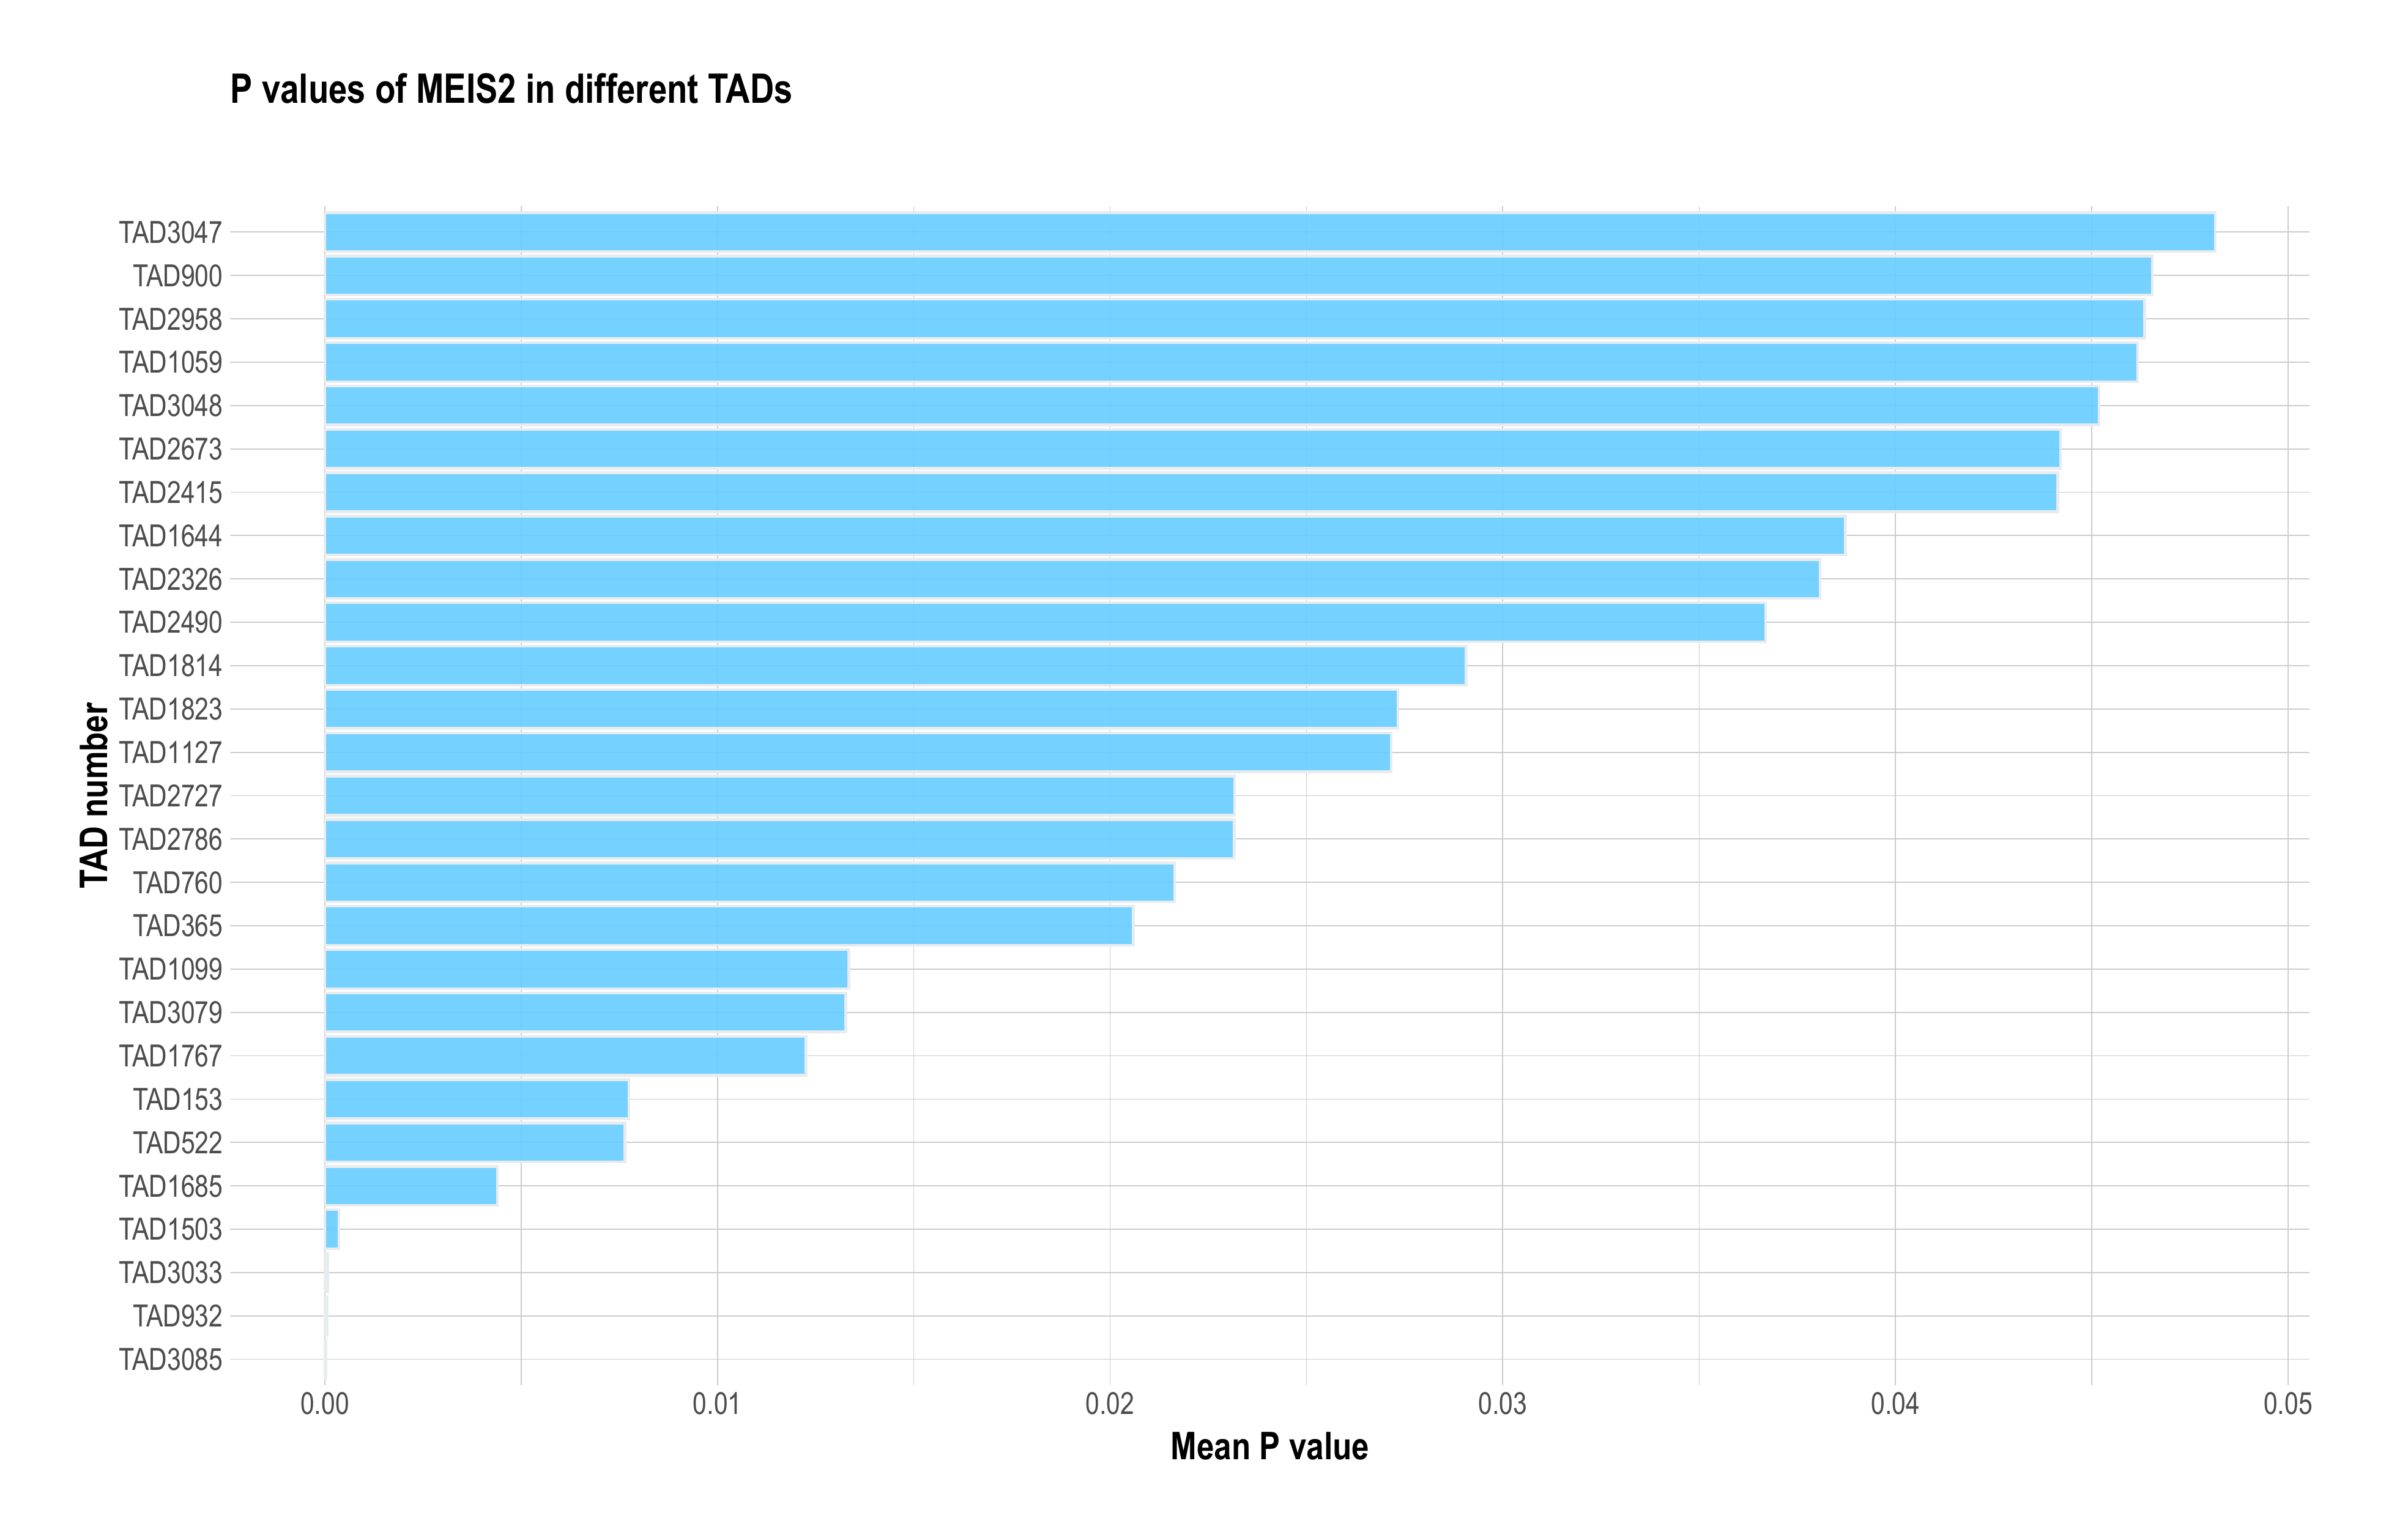 P values of MEIS2 in different TADs
TAD number
TAD3047
TAD900
TAD2958
TAD1059
TAD3048
TAD2673
TAD2415
TAD1644
TAD2326
TAD2490
TAD1814
TAD1823
TAD1127
TAD2727
TAD2786
TAD760
TAD365
TAD1099
TAD3079
TAD1767
TAD153
TAD522
TAD1685
TAD1503
TAD3033
TAD932
TAD3085
0.00 0.01 0.02 0.03 0.04 0.05
Mean P value